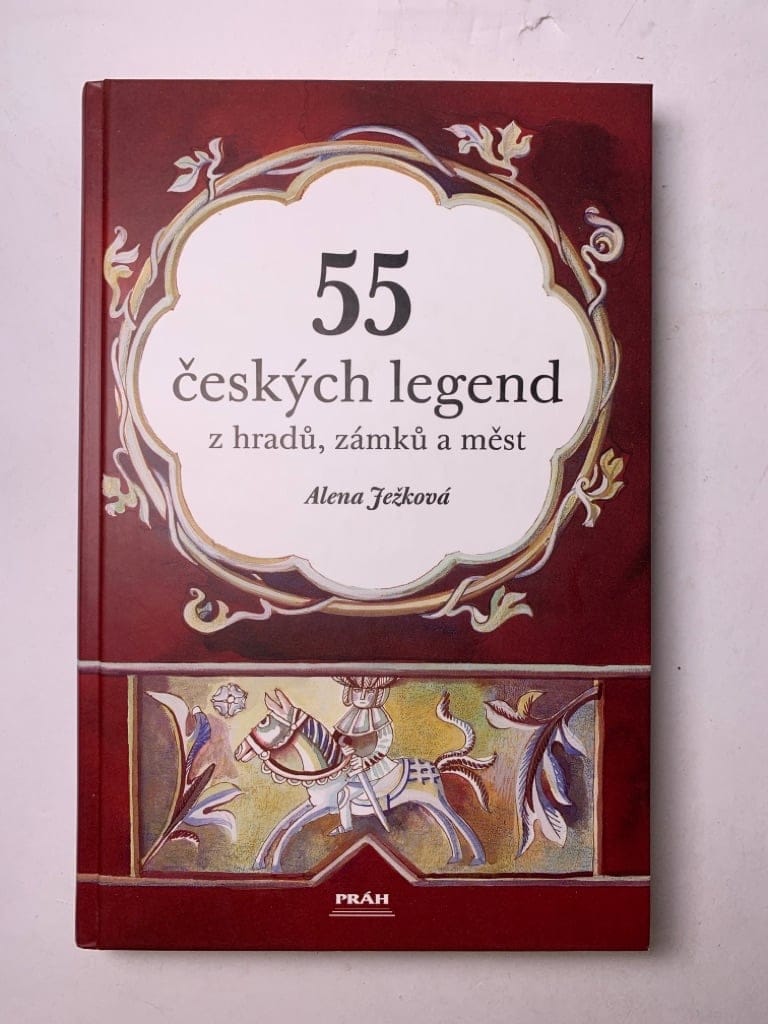 55
českých legend
z hradů, zámků a měst
Alena Ježková
PRÁH